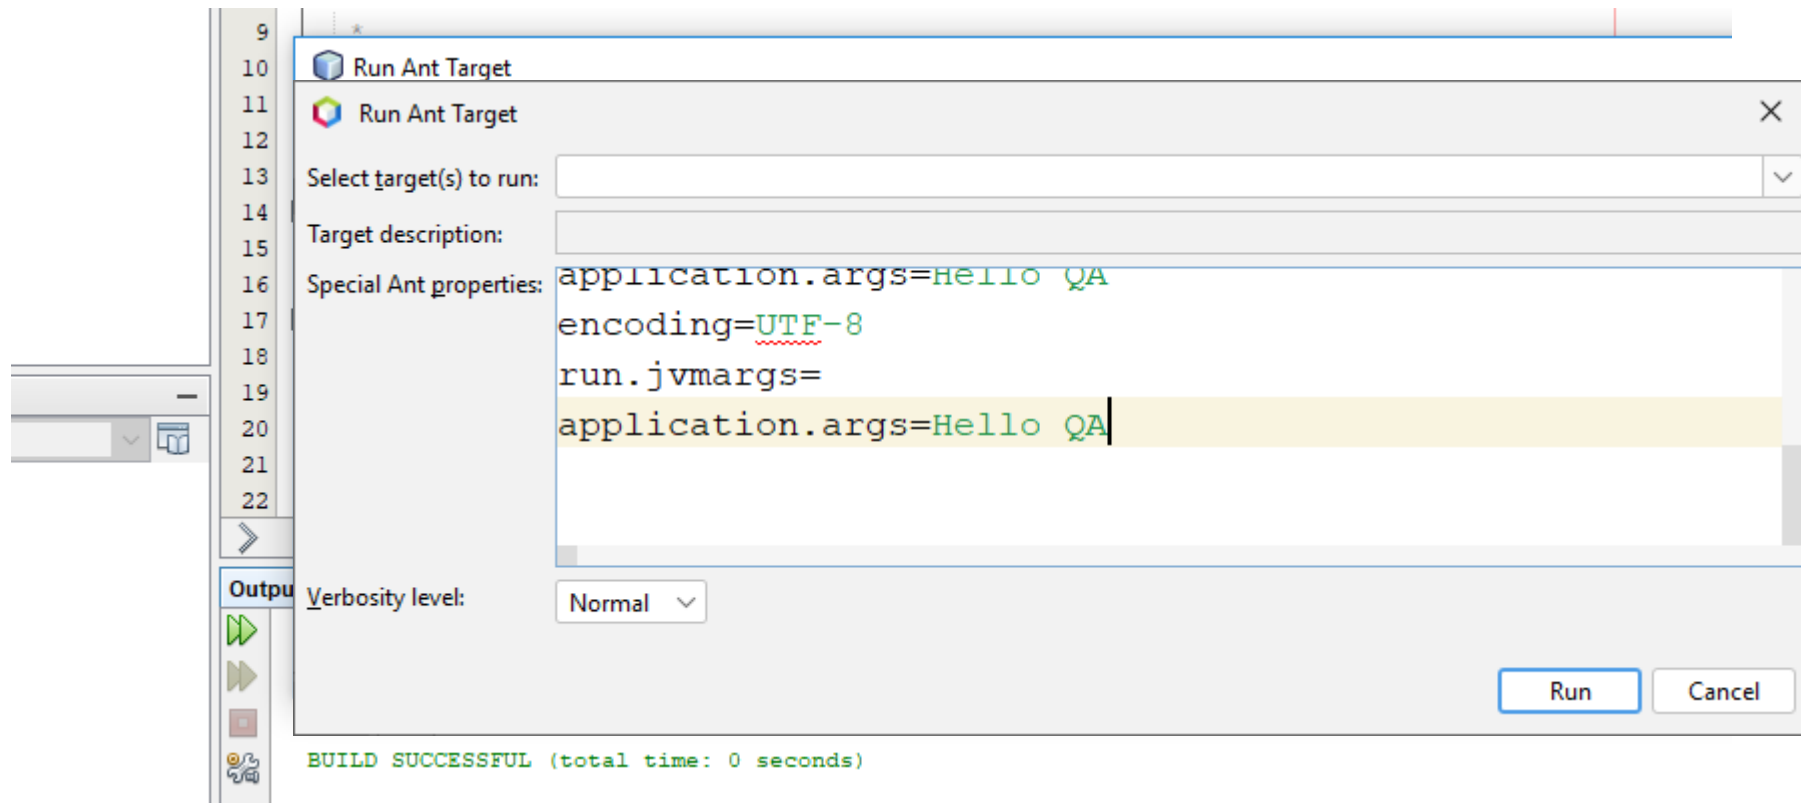 9 *
10
11
12
13
14
15
16
17
18
19
20
21
22
Run Ant Target
Run Ant Target
Select target(s) to run:
Target description:
Special Ant properties:
application.args=Hello QA
encoding=UTF-8
run.jvmargs=
application.args=Hello QA
Verbosity level: Normal
Run Cancel
Outpu
BUILD SUCCESSFUL (total time: 0 seconds)